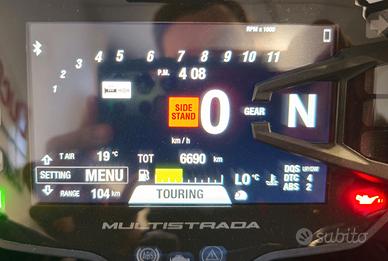 RPM x 1000
1 2 3 4 5 6 7 8 9 10 11
P.M. 4 08
SIDE STAND
0
GEAR N
km / h
T AIR 19 °C
TOT 6690 km
SETTING MENU
RANGE 104 km
LO °C
DQS UP/DW
DTC 4
ABS 2
TOURING
MULTISTRADA
subito